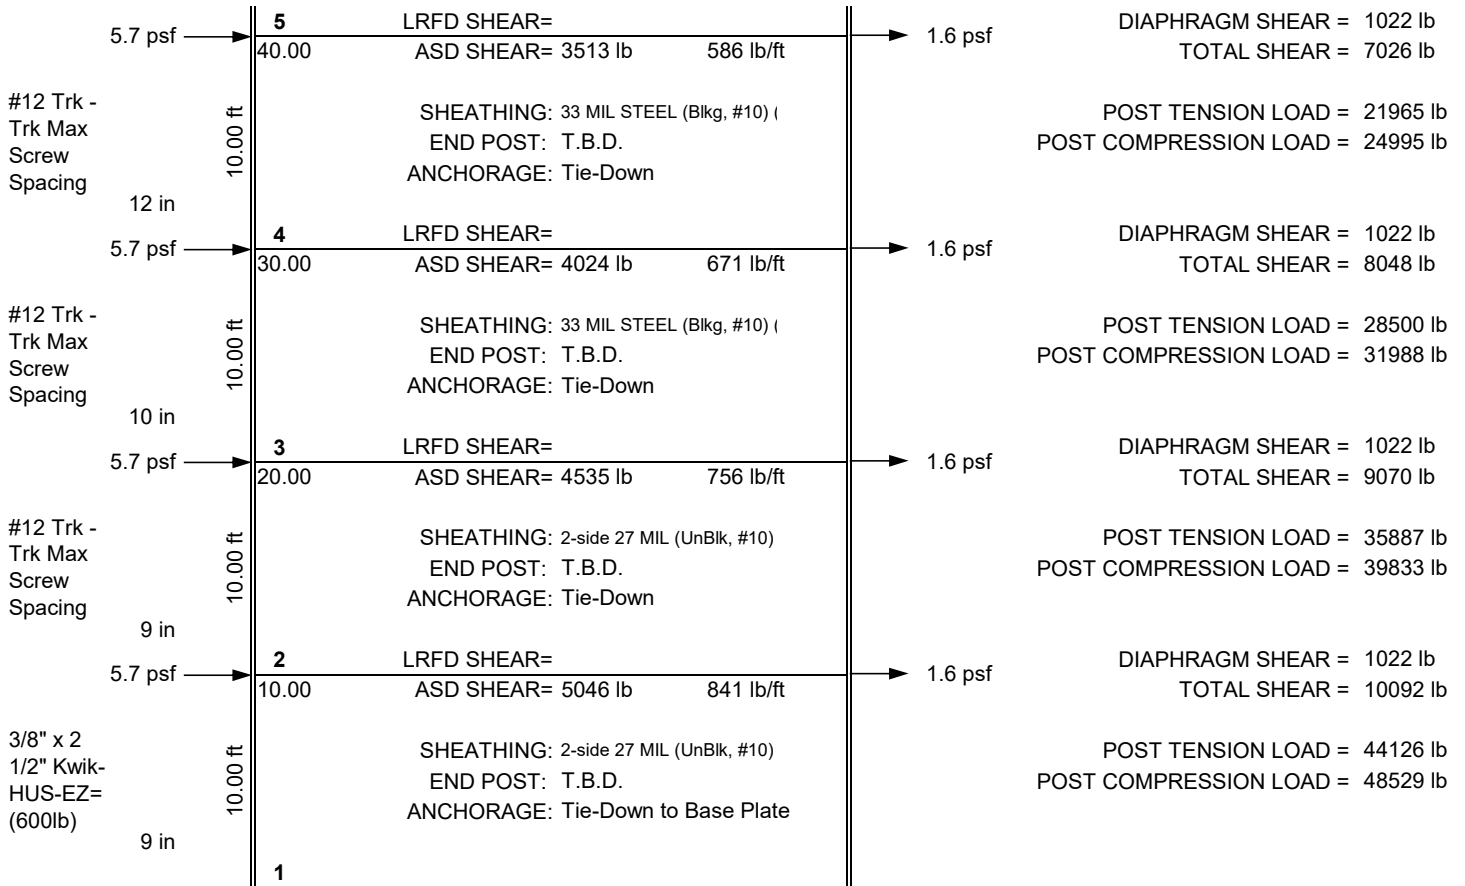 5 LRFD SHEAR= DIAPHRAGM SHEAR = 1022 lb
5.7 psf 1.6 psf
40.00 ASD SHEAR= 3513 lb 586 lb/ft TOTAL SHEAR = 7026 lb
#12 Trk -
Trk Max
Screw
Spacing
12 in
10.00 ft
SHEATHING: 33 MIL STEEL (Blkg, #10) (
END POST: T.B.D.
ANCHORAGE: Tie-Down
POST TENSION LOAD = 21965 lb
POST COMPRESSION LOAD = 24995 lb
4 LRFD SHEAR= DIAPHRAGM SHEAR = 1022 lb
5.7 psf 1.6 psf
30.00 ASD SHEAR= 4024 lb 671 lb/ft TOTAL SHEAR = 8048 lb
#12 Trk -
Trk Max
Screw
Spacing
10 in
10.00 ft
SHEATHING: 33 MIL STEEL (Blkg, #10) (
END POST: T.B.D.
ANCHORAGE: Tie-Down
POST TENSION LOAD = 28500 lb
POST COMPRESSION LOAD = 31988 lb
3 LRFD SHEAR= DIAPHRAGM SHEAR = 1022 lb
5.7 psf 1.6 psf
20.00 ASD SHEAR= 4535 lb 756 lb/ft TOTAL SHEAR = 9070 lb
#12 Trk -
Trk Max
Screw
Spacing
9 in
10.00 ft
SHEATHING: 2-side 27 MIL (UnBlk, #10)
END POST: T.B.D.
ANCHORAGE: Tie-Down
POST TENSION LOAD = 35887 lb
POST COMPRESSION LOAD = 39833 lb
2 LRFD SHEAR= DIAPHRAGM SHEAR = 1022 lb
5.7 psf 1.6 psf
10.00 ASD SHEAR= 5046 lb 841 lb/ft TOTAL SHEAR = 10092 lb
3/8" x 2
1/2" Kwik-
HUS-EZ=
(600lb)
9 in
10.00 ft
SHEATHING: 2-side 27 MIL (UnBlk, #10)
END POST: T.B.D.
ANCHORAGE: Tie-Down to Base Plate
POST TENSION LOAD = 44126 lb
POST COMPRESSION LOAD = 48529 lb
1